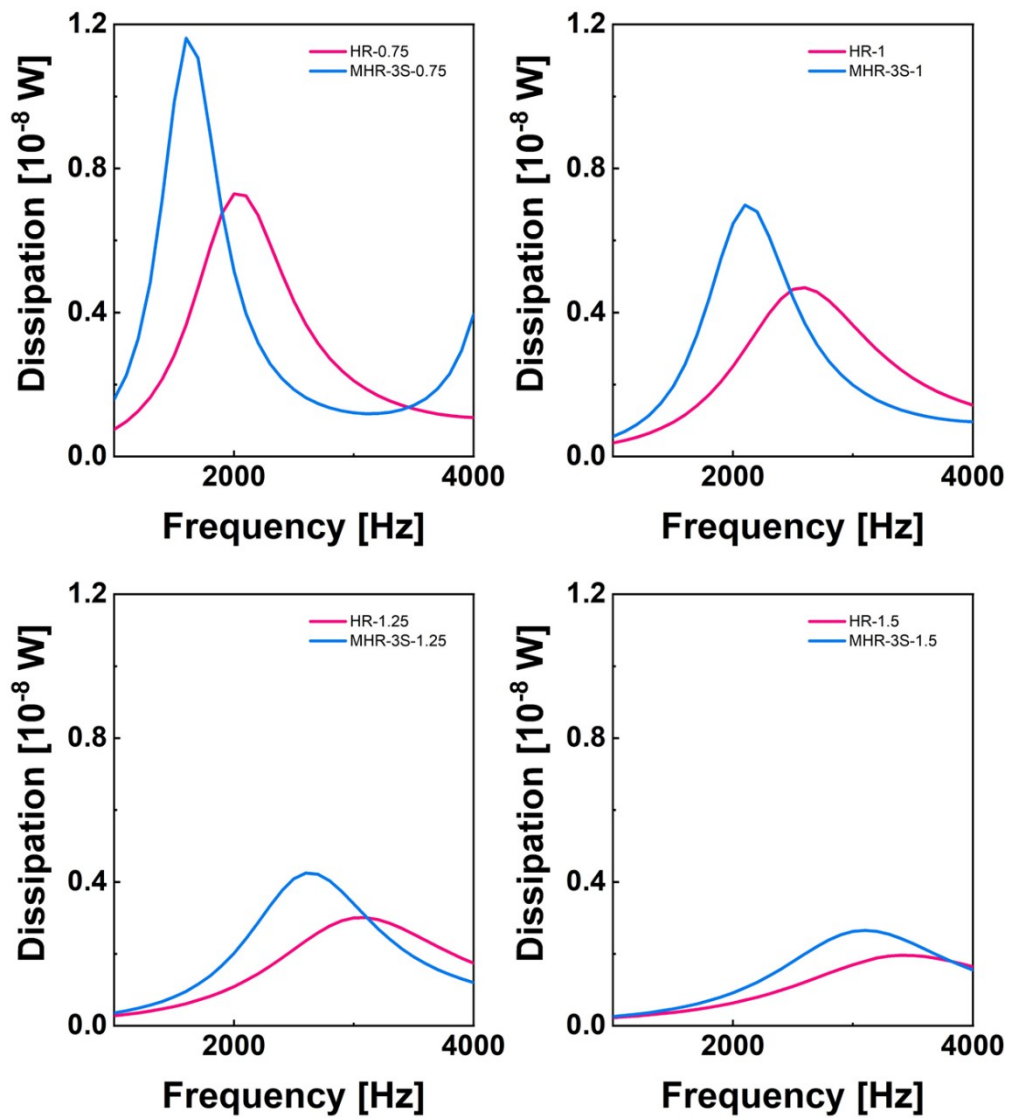 1.2
HR-0.75
MHR-3S-0.75
0.8
0.4
0.0
2000
4000
Dissipation [10⁻⁸ W]
Frequency [Hz]
1.2
HR-1
MHR-3S-1
0.8
0.4
0.0
2000
4000
Dissipation [10⁻⁸ W]
Frequency [Hz]
1.2
HR-1.25
MHR-3S-1.25
0.8
0.4
0.0
2000
4000
Dissipation [10⁻⁸ W]
Frequency [Hz]
1.2
HR-1.5
MHR-3S-1.5
0.8
0.4
0.0
2000
4000
Dissipation [10⁻⁸ W]
Frequency [Hz]